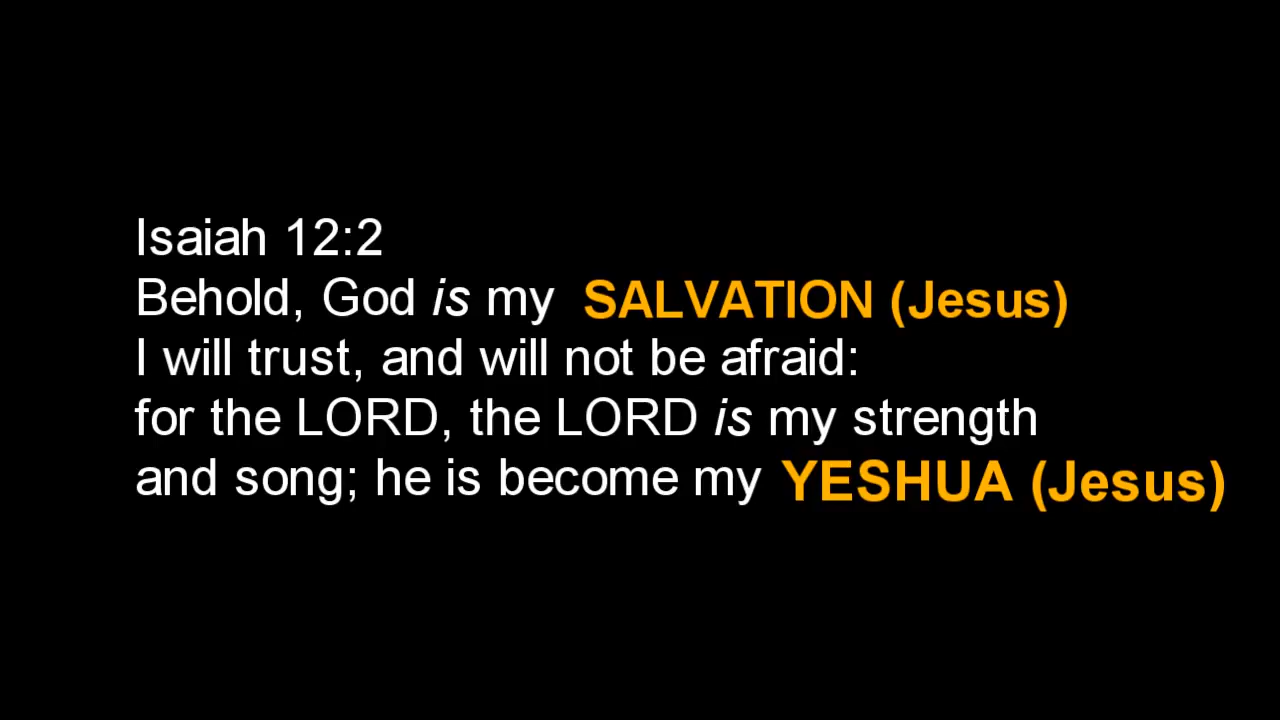 Isaiah 12:2
Behold, God is my SALVATION (Jesus)
I will trust, and will not be afraid:
for the LORD, the LORD is my strength
and song; he is become my YESHUA (Jesus)